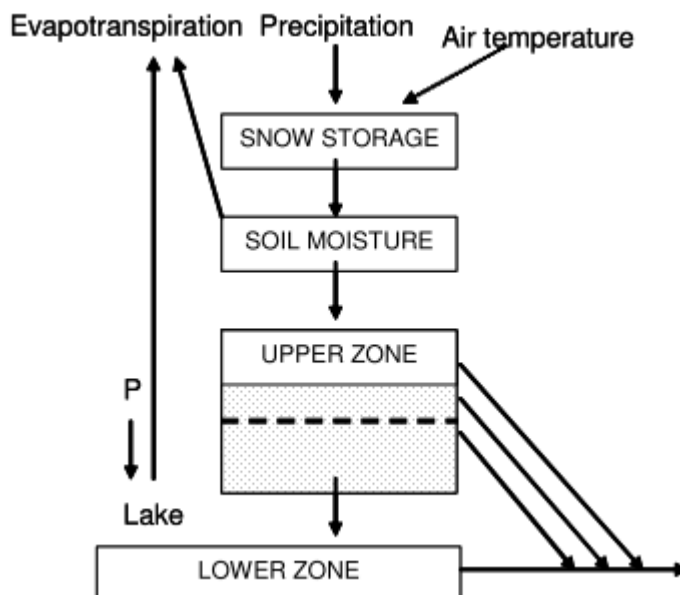 Evapotranspiration Precipitation
Air temperature
SNOW STORAGE
SOIL MOISTURE
UPPER ZONE
P
Lake
LOWER ZONE